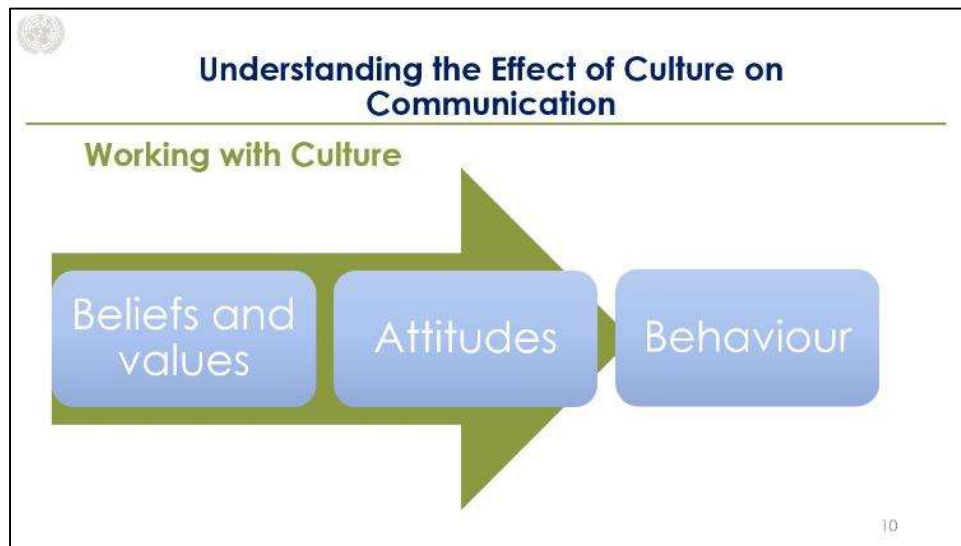 Understanding the Effect of Culture on
Communication
Working with Culture
Beliefs and
values
Attitudes
Behaviour
10